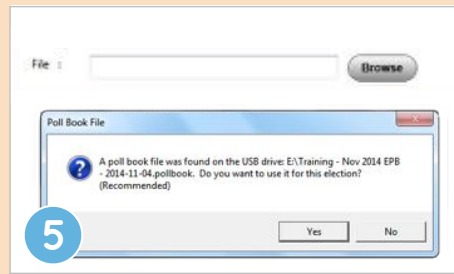 File :
Browse
Poll Book File
A poll book file was found on the USB drive: E:\Training - Nov 2014 EPB
- 2014-11-04.pollbook. Do you want to use it for this election?
(Recommended)
Yes No
5